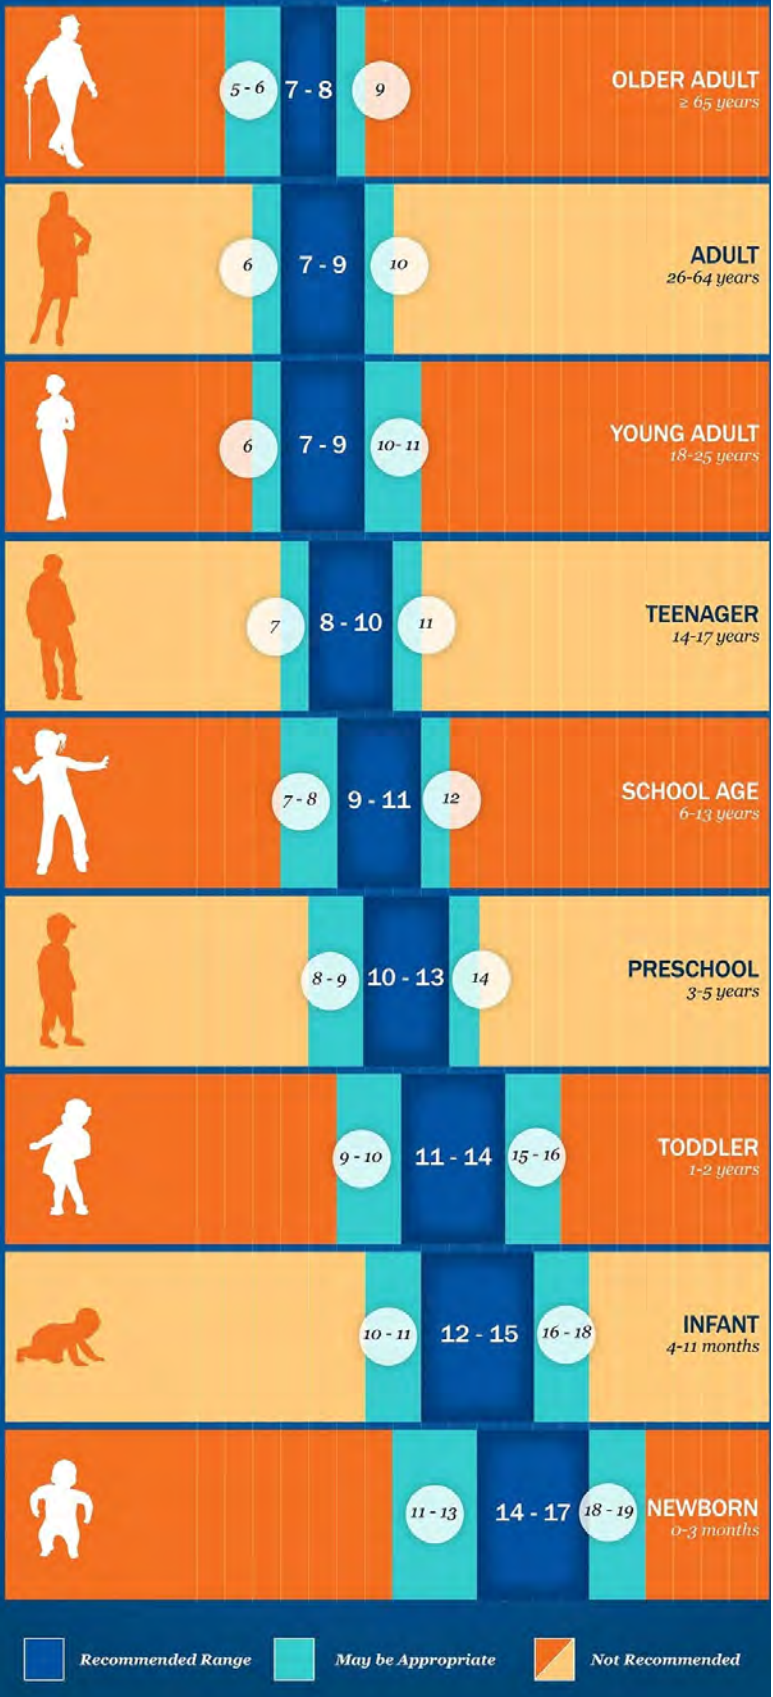 5 - 6
7 - 8
9
OLDER ADULT
≥ 65 years
6
7 - 9
10
ADULT
26-64 years
6
7 - 9
10- 11
YOUNG ADULT
18-25 years
7
8 - 10
11
TEENAGER
14-17 years
7 - 8
9 - 11
12
SCHOOL AGE
6-13 years
8 - 9
10 - 13
14
PRESCHOOL
3-5 years
9 - 10
11 - 14
15 - 16
TODDLER
1-2 years
10 - 11
12 - 15
16 - 18
INFANT
4-11 months
11 - 13
14 - 17
18 - 19
NEWBORN
0-3 months
Recommended Range
May be Appropriate
Not Recommended